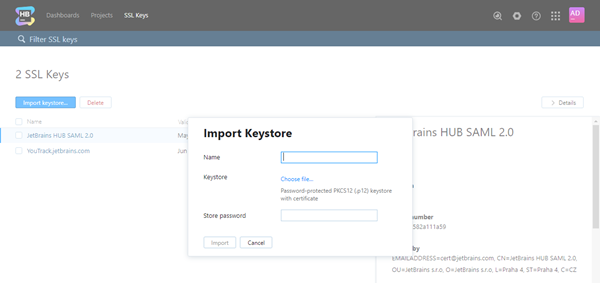 HB
Dashboards
Projects
SSL Keys
AD
Filter SSL keys
2 SSL Keys
Import keystore...
Delete
Details
Name
JetBrains HUB SAML 2.0
May
YouTrack.jetbrains.com
Jun
Import Keystore
Name
Keystore
Choose file...
Password-protected PKCS12 (.p12) keystore
with certificate
Store password
Import
Cancel
Brains HUB SAML 2.0
umber
582a111a59
by
EMAILADDRESS=cert@jetbrains.com, CN=JetBrains HUB SAML 2.0,
OU=JetBrains s.r.o, O=JetBrains s.r.o, L=Praha 4, ST=Praha 4, C=CZ